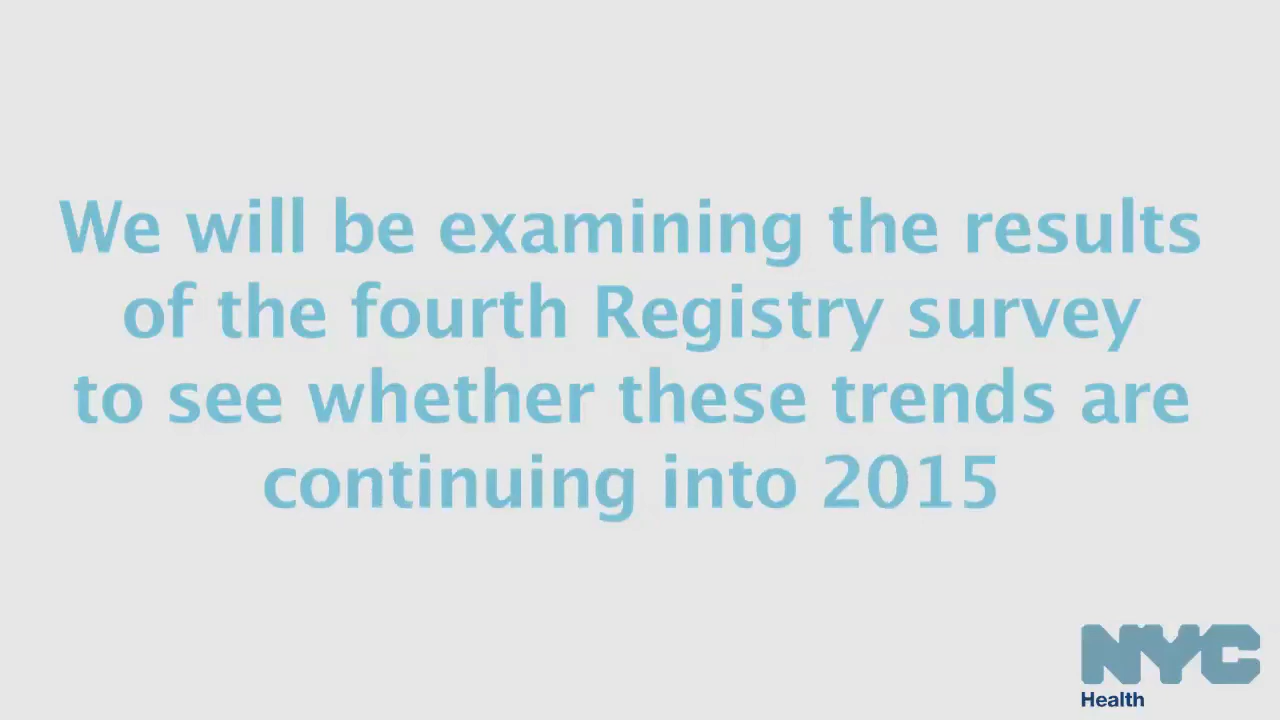 We will be examining the results
of the fourth Registry survey
to see whether these trends are
continuing into 2015
NYC
Health